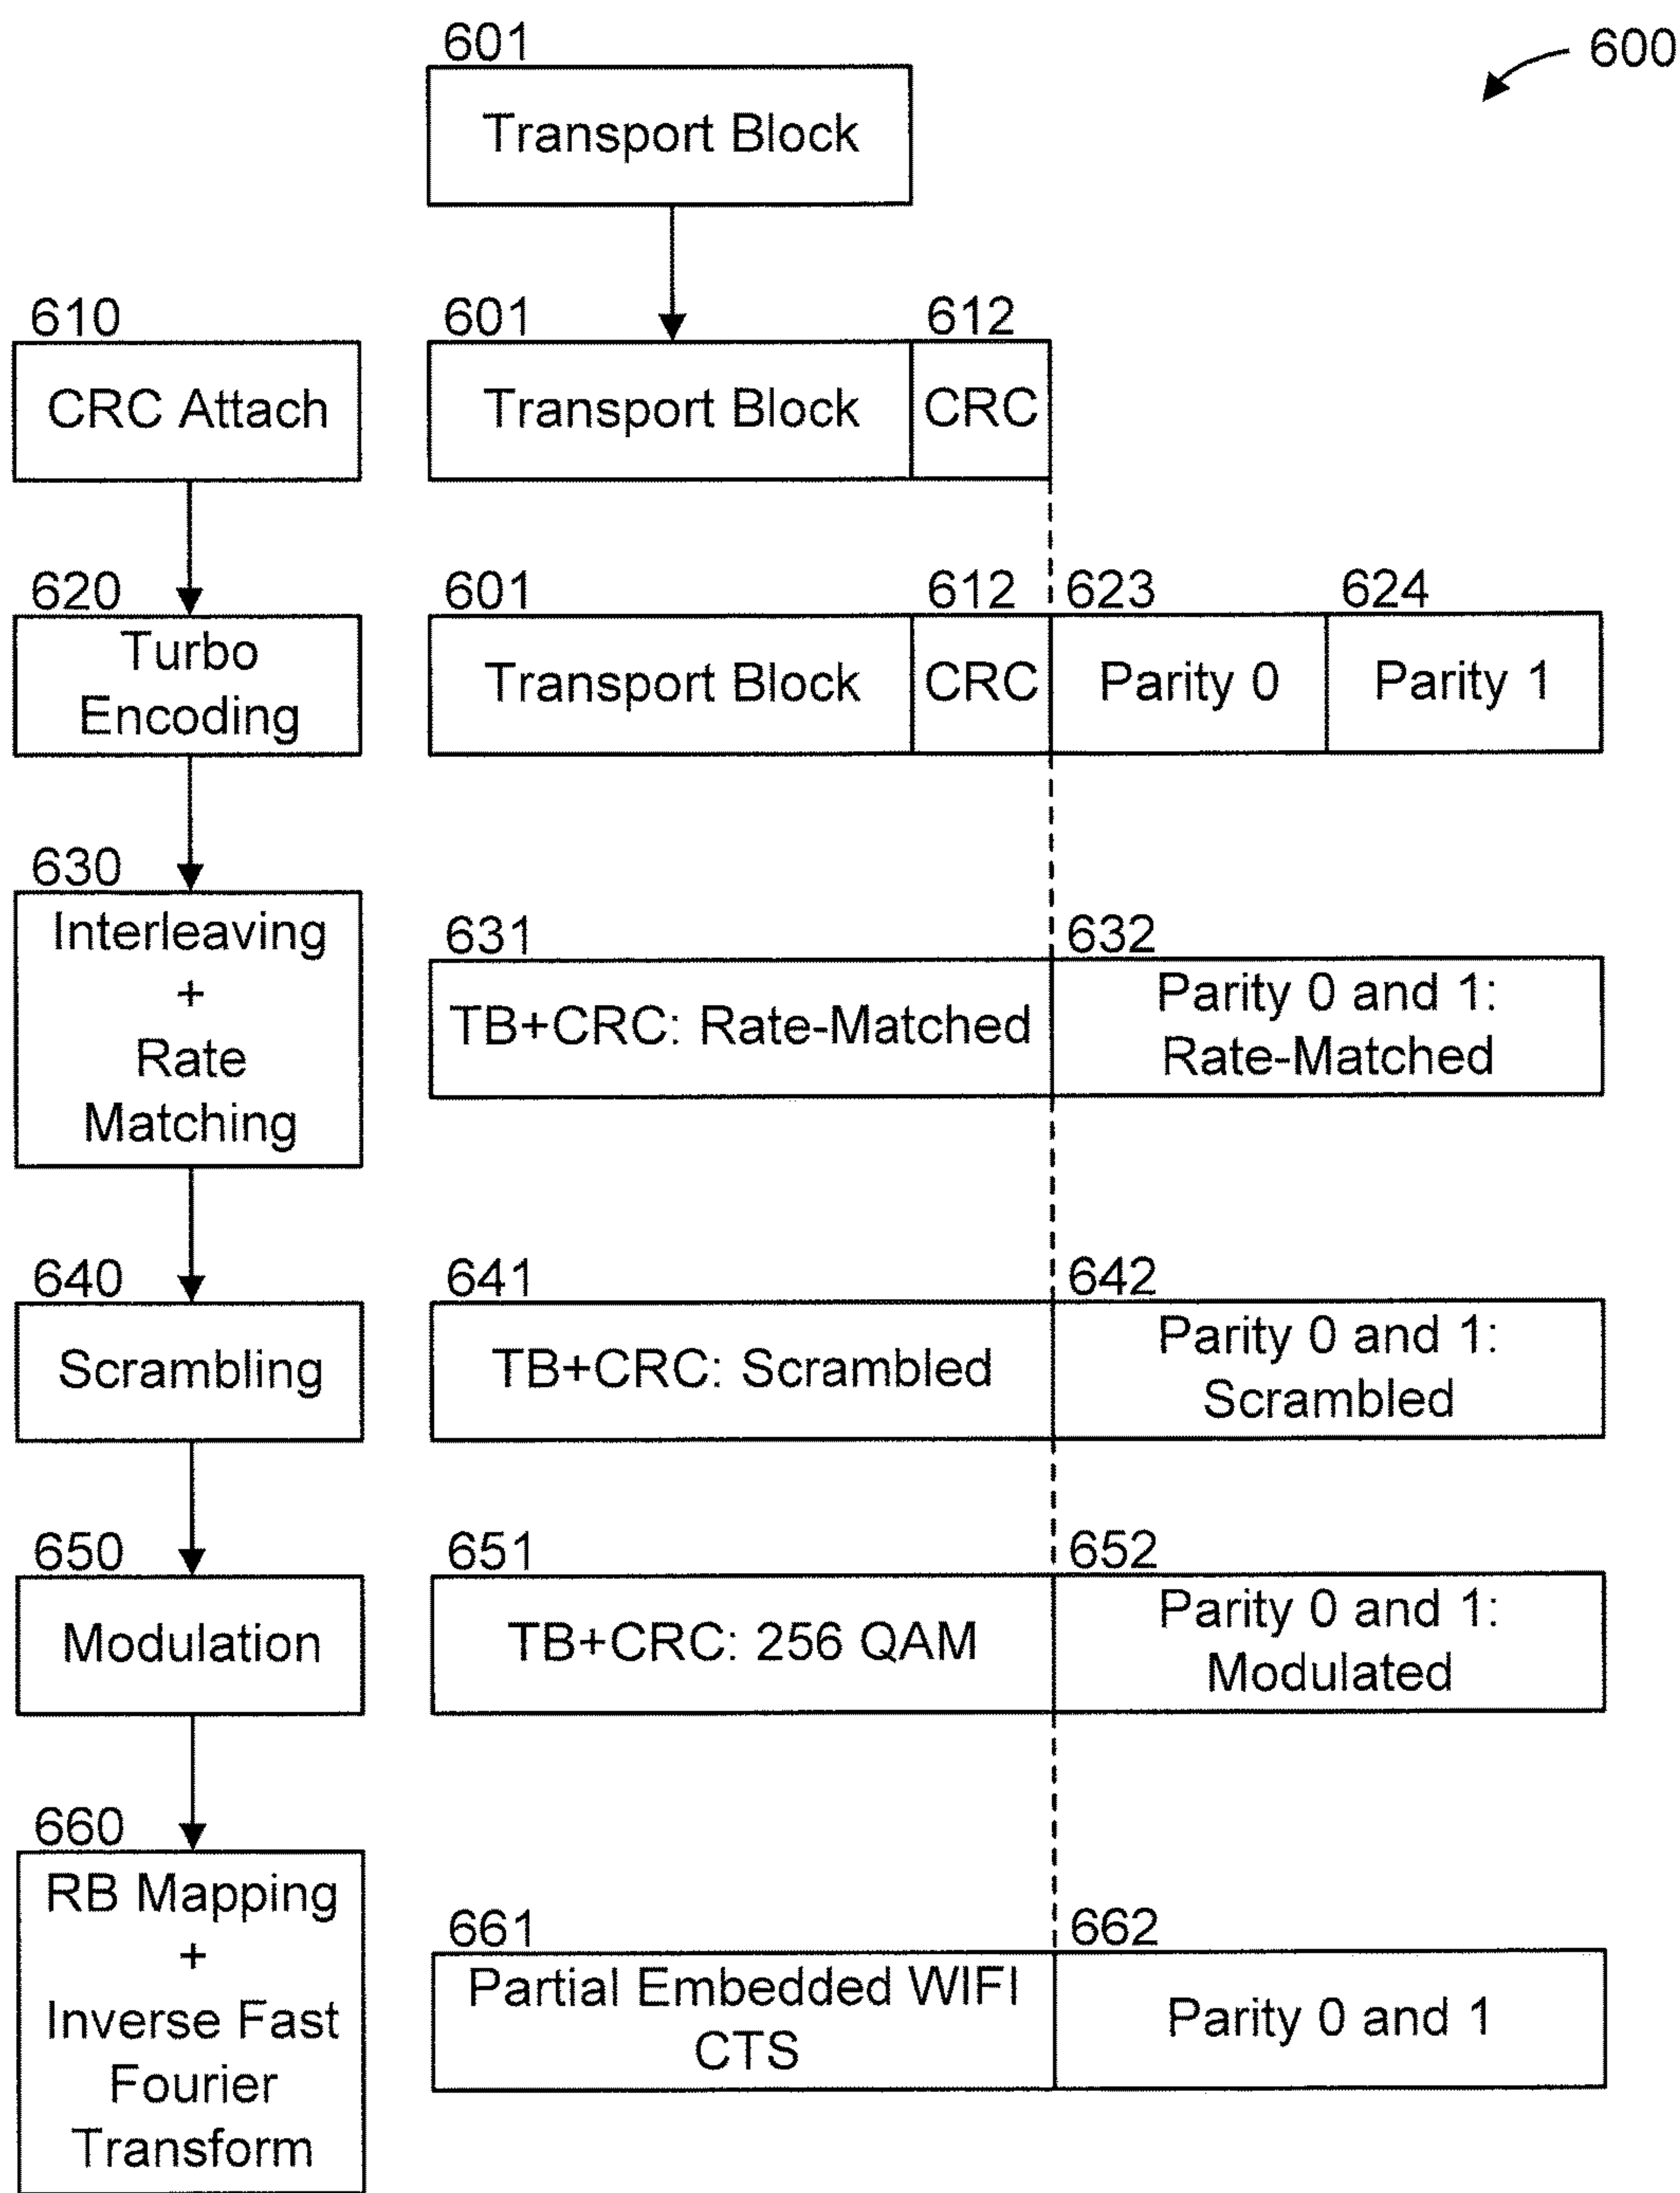 601
600
Transport Block
610
601
612
CRC Attach
Transport Block
CRC
620
601
612
623
624
Turbo
Encoding
Transport Block
CRC
Parity 0
Parity 1
630
Interleaving
+
Rate
Matching
631
632
TB+CRC: Rate-Matched
Parity 0 and 1:
Rate-Matched
640
641
642
Scrambling
TB+CRC: Scrambled
Parity 0 and 1:
Scrambled
650
651
652
Modulation
TB+CRC: 256 QAM
Parity 0 and 1:
Modulated
660
RB Mapping
+
Inverse Fast
Fourier
Transform
661
662
Partial Embedded WIFI
CTS
Parity 0 and 1